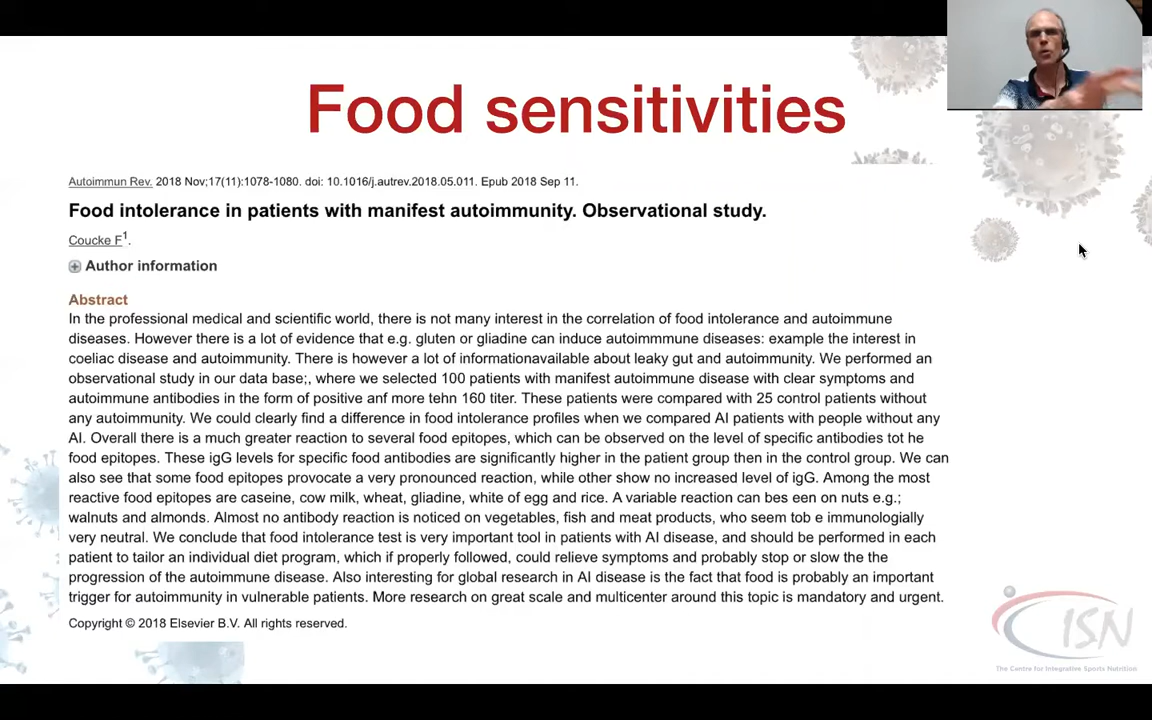 Food sensitivities
Autoimmun Rev. 2018 Nov;17(11):1078-1080. doi: 10.1016/j.autrev.2018.05.011. Epub 2018 Sep 11.
Food intolerance in patients with manifest autoimmunity. Observational study.
Coucke F1.
Author information
Abstract
In the professional medical and scientific world, there is not many interest in the correlation of food intolerance and autoimmune
diseases. However there is a lot of evidence that e.g. gluten or gliadine can induce autoimmmune diseases: example the interest in
coeliac disease and autoimmunity. There is however a lot of informationavailable about leaky gut and autoimmunity. We performed an
observational study in our data base;, where we selected 100 patients with manifest autoimmune disease with clear symptoms and
autoimmune antibodies in the form of positive anf more tehn 160 titer. These patients were compared with 25 control patients without
any autoimmunity. We could clearly find a difference in food intolerance profiles when we compared AI patients with people without any
AI. Overall there is a much greater reaction to several food epitopes, which can be observed on the level of specific antibodies tot he
food epitopes. These igG levels for specific food antibodies are significantly higher in the patient group then in the control group. We can
also see that some food epitopes provocate a very pronounced reaction, while other show no increased level of igG. Among the most
reactive food epitopes are caseine, cow milk, wheat, gliadine, white of egg and rice. A variable reaction can bes een on nuts e.g.;
walnuts and almonds. Almost no antibody reaction is noticed on vegetables, fish and meat products, who seem tob e immunologially
very neutral. We conclude that food intolerance test is very important tool in patients with AI disease, and should be performed in each
patient to tailor an individual diet program, which if properly followed, could relieve symptoms and probably stop or slow the the
progression of the autoimmune disease. Also interesting for global research in AI disease is the fact that food is probably an important
trigger for autoimmunity in vulnerable patients. More research on great scale and multicenter around this topic is mandatory and urgent.
Copyright © 2018 Elsevier B.V. All rights reserved.
CISN
The Centre for Integrative Sports Nutrition